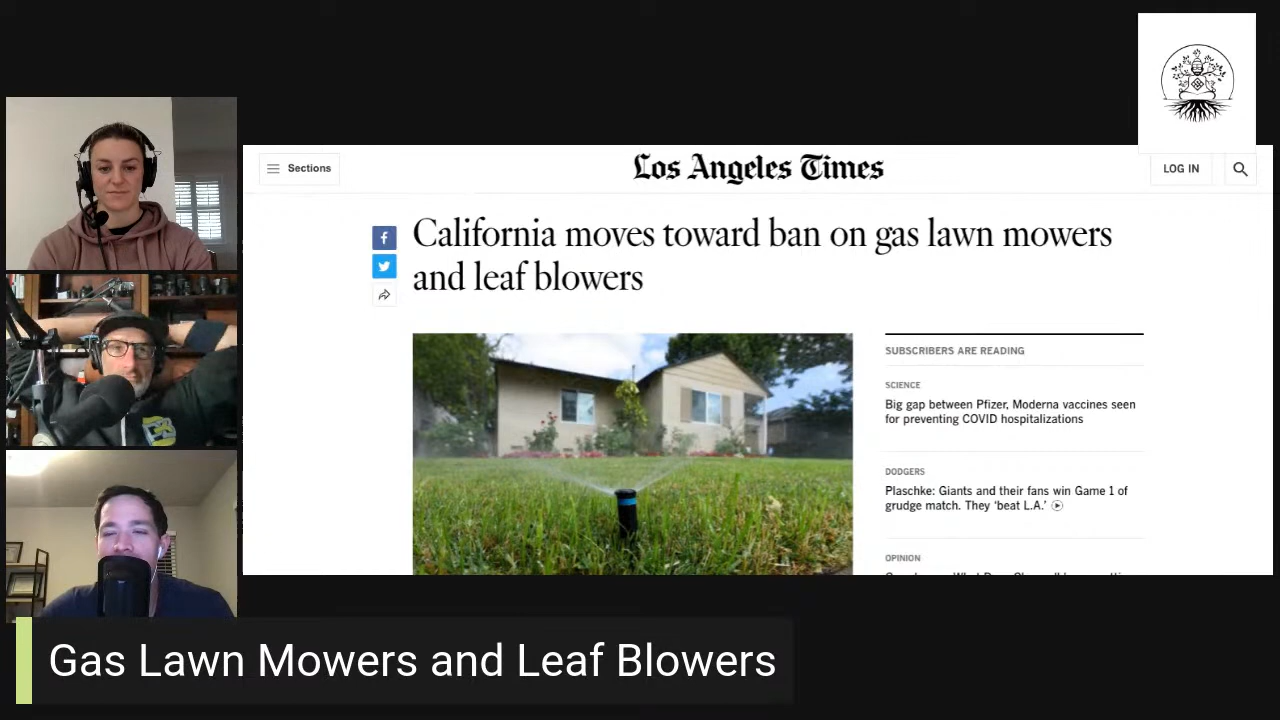 Sections
Los Angeles Times
LOG IN
California moves toward ban on gas lawn mowers
and leaf blowers
SUBSCRIBERS ARE READING
SCIENCE
Big gap between Pfizer, Moderna vaccines seen
for preventing COVID hospitalizations
DODGERS
Plaschke: Giants and their fans win Game 1 of
grudge match. They ‘beat L.A.’
OPINION
Gas Lawn Mowers and Leaf Blowers